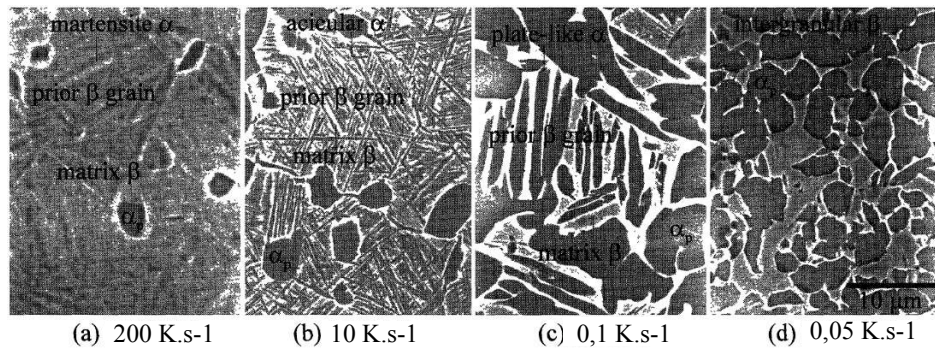 martensite α
prior β grain
matrix β
αp
(a) 200 K.s-1
acicular α
prior β grain
matrix β
αp
(b) 10 K.s-1
plate-like α
prior β grain
αp
matrix β
(c) 0,1 K.s-1
intergranular β
αp
10 µm
(d) 0,05 K.s-1